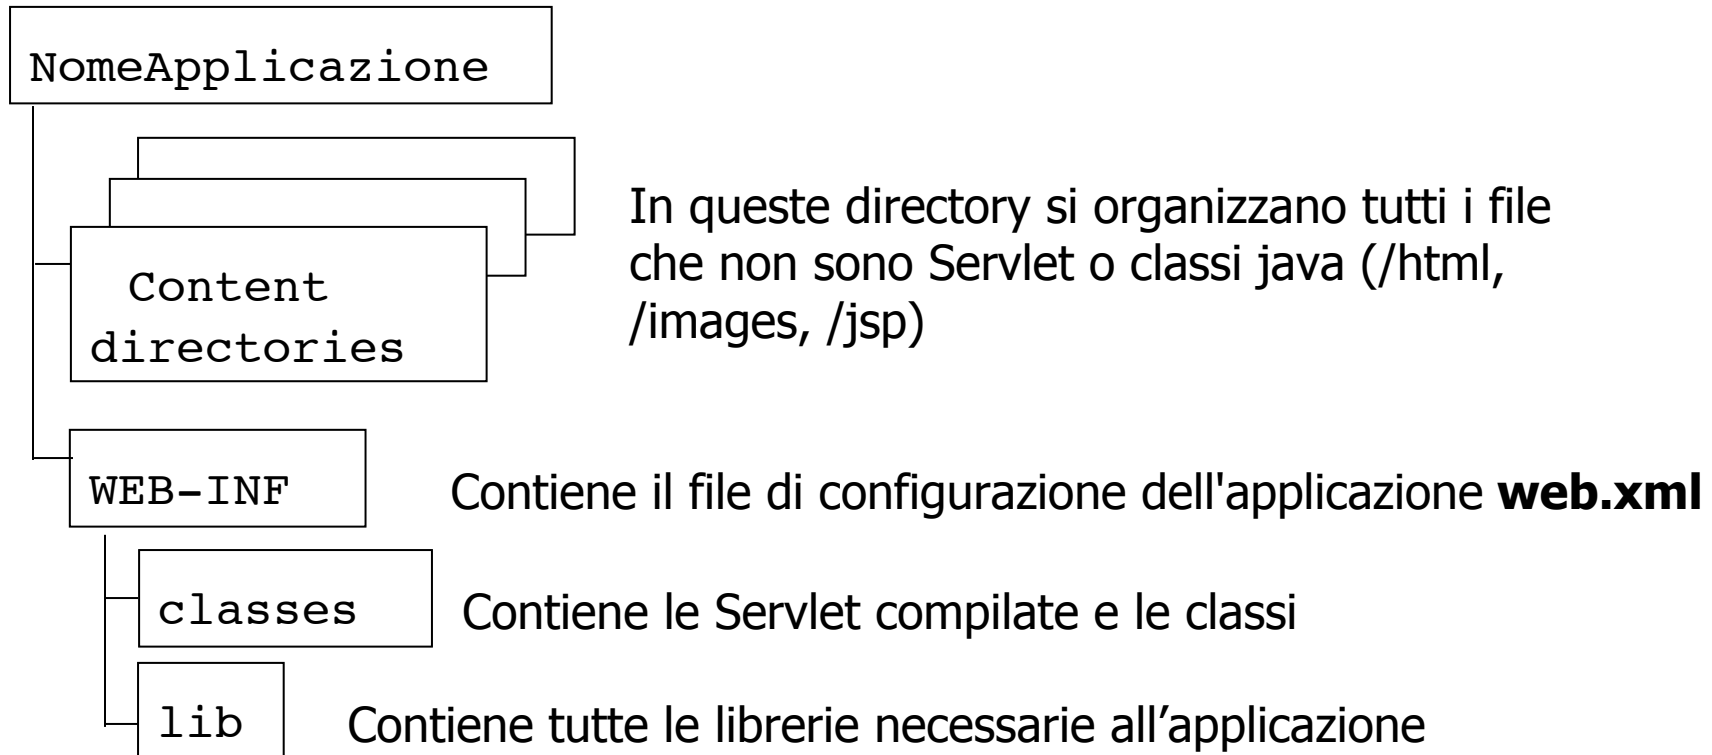 NomeApplicazione
In queste directory si organizzano tutti i file
che non sono Servlet o classi java (/html,
/images, /jsp)
Content
directories
WEB-INF
Contiene il file di configurazione dell'applicazione web.xml
classes
Contiene le Servlet compilate e le classi
lib
Contiene tutte le librerie necessarie all’applicazione